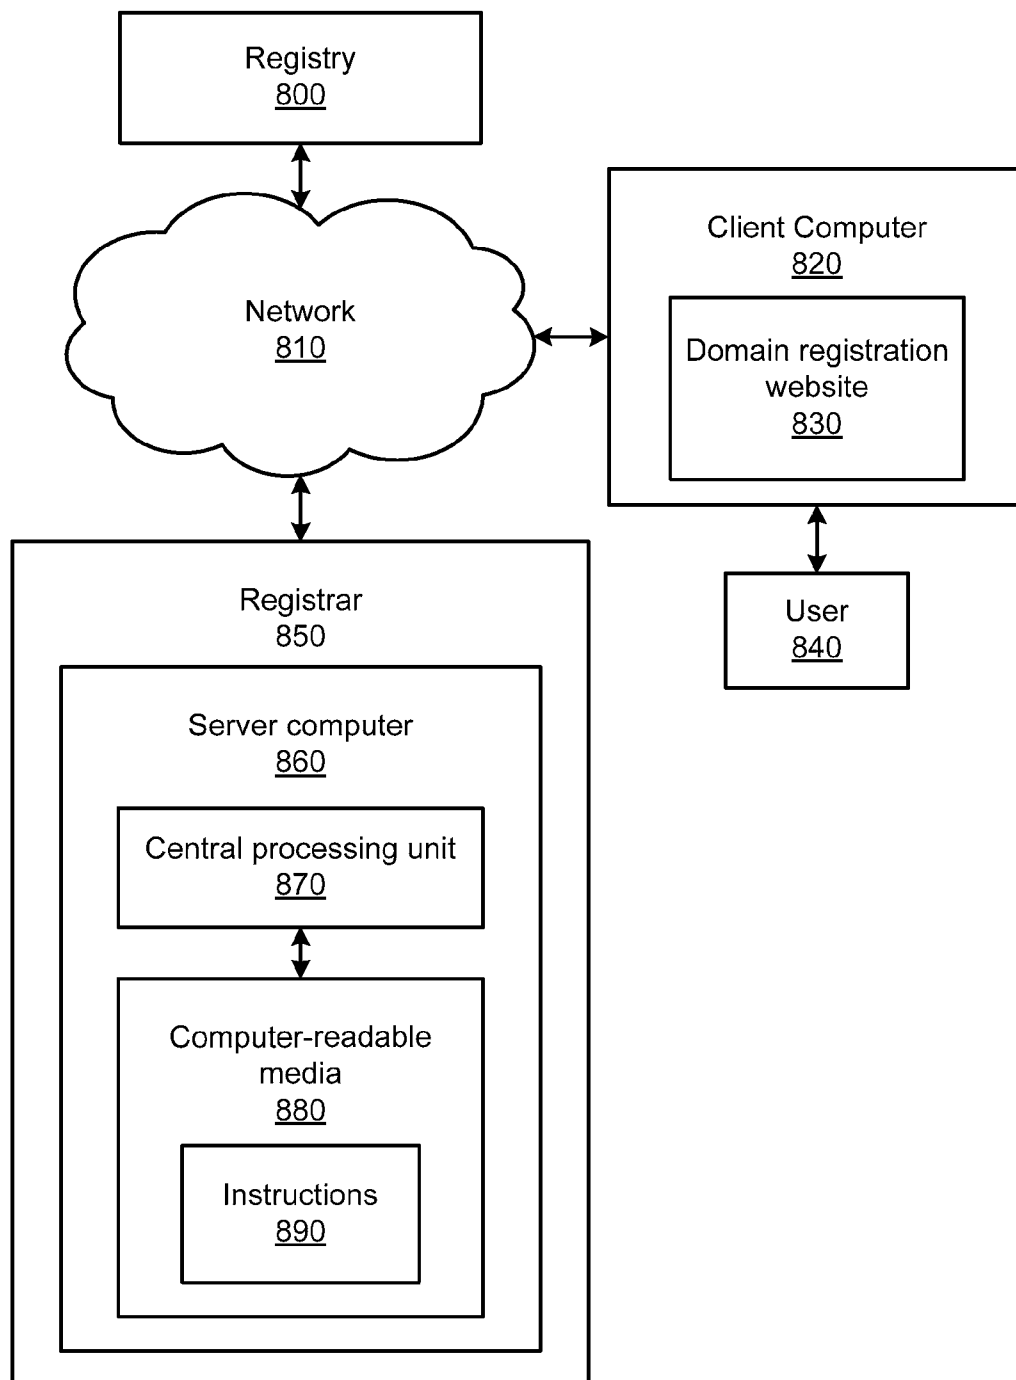 Registry
800
Network
810
Client Computer
820
Domain registration
website
830
User
840
Registrar
850
Server computer
860
Central processing unit
870
Computer-readable
media
880
Instructions
890